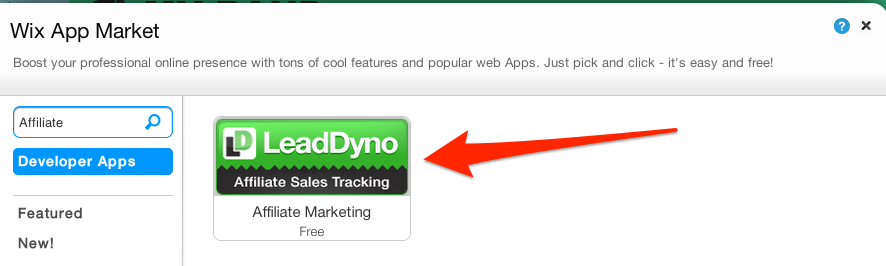 Wix App Market
Boost your professional online presence with tons of cool features and popular web Apps. Just pick and click - it's easy and free!
Affiliate
Developer Apps
Featured
New!
LD LeadDyno
Affiliate Sales Tracking
Affiliate Marketing
Free